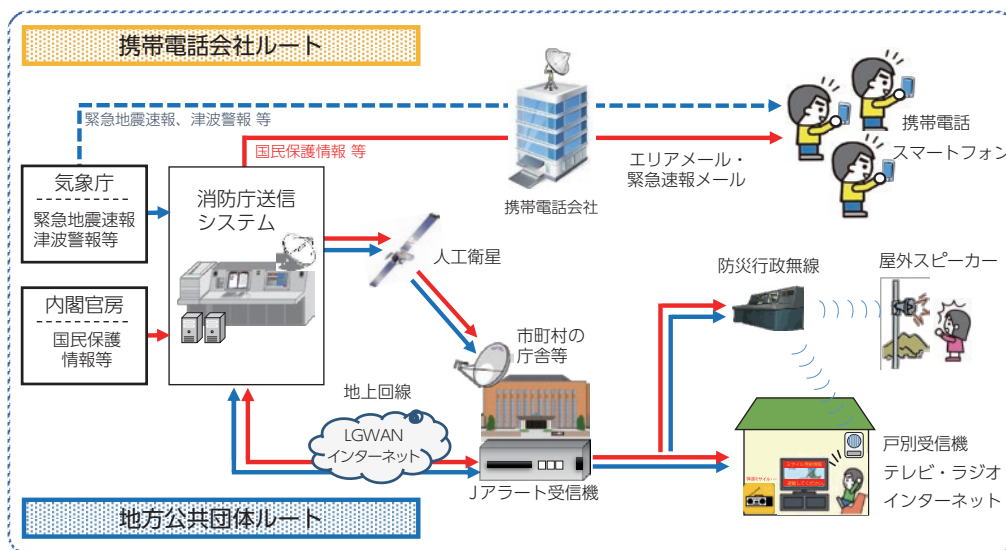 携帯電話会社ルート
緊急地震速報、津波警報 等
国民保護情報 等
エリアメール・
緊急速報メール
携帯電話会社
携帯電話
スマートフォン
気象庁
緊急地震速報
津波警報等
内閣官房
国民保護
情報等
消防庁送信
システム
人工衛星
市町村の
庁舎等
地上回線
LGWAN
インターネット
Jアラート受信機
防災行政無線
屋外スピーカー
戸別受信機
テレビ・ラジオ
インターネット
地方公共団体ルート